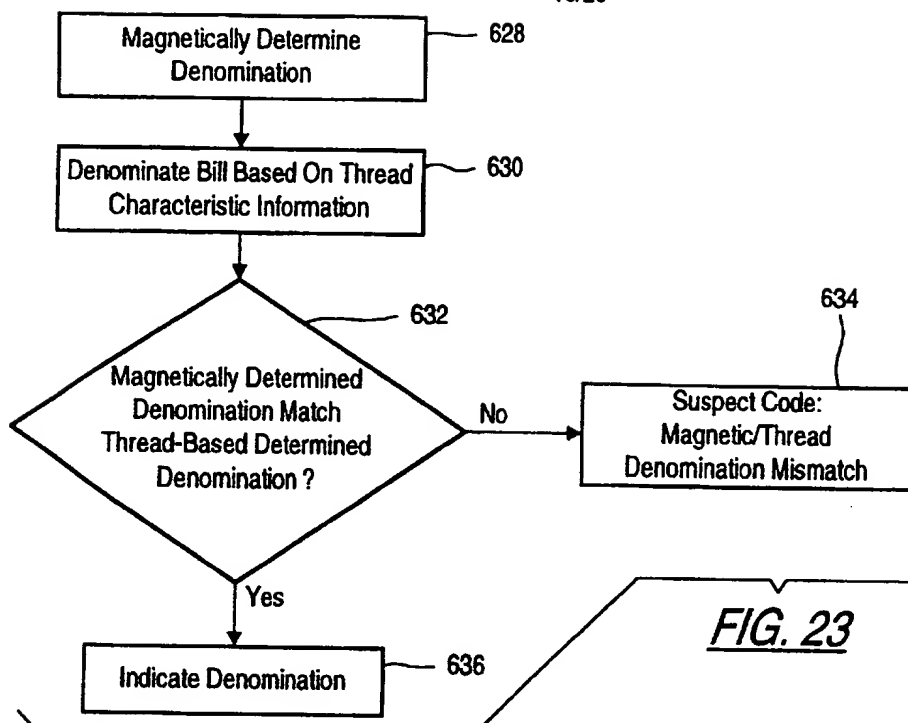 Magnetically Determine
Denomination
628
Denominate Bill Based On Thread
Characteristic Information
630
632
Magnetically Determined
Denomination Match
Thread-Based Determined
Denomination ?
No
634
Suspect Code:
Magnetic/Thread
Denomination Mismatch
Yes
Indicate Denomination
636
FIG. 23